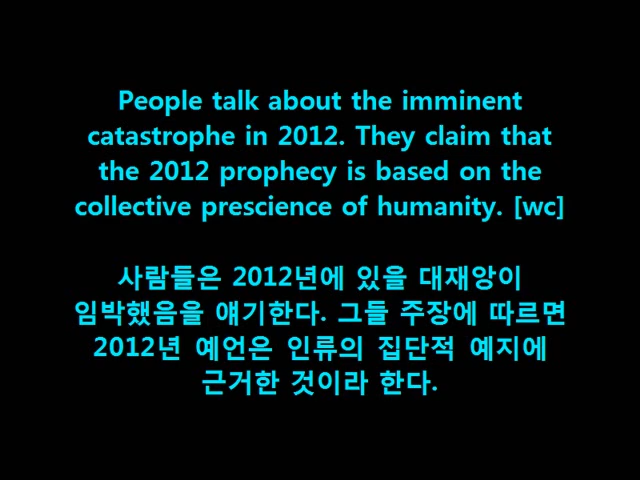 People talk about the imminent
catastrophe in 2012. They claim that
the 2012 prophecy is based on the
collective prescience of humanity. [wc]
사람들은 2012년에 있을 대재앙이
임박했음을 얘기한다. 그들 주장에 따르면
2012년 예언은 인류의 집단적 예지에
근거한 것이라 한다.